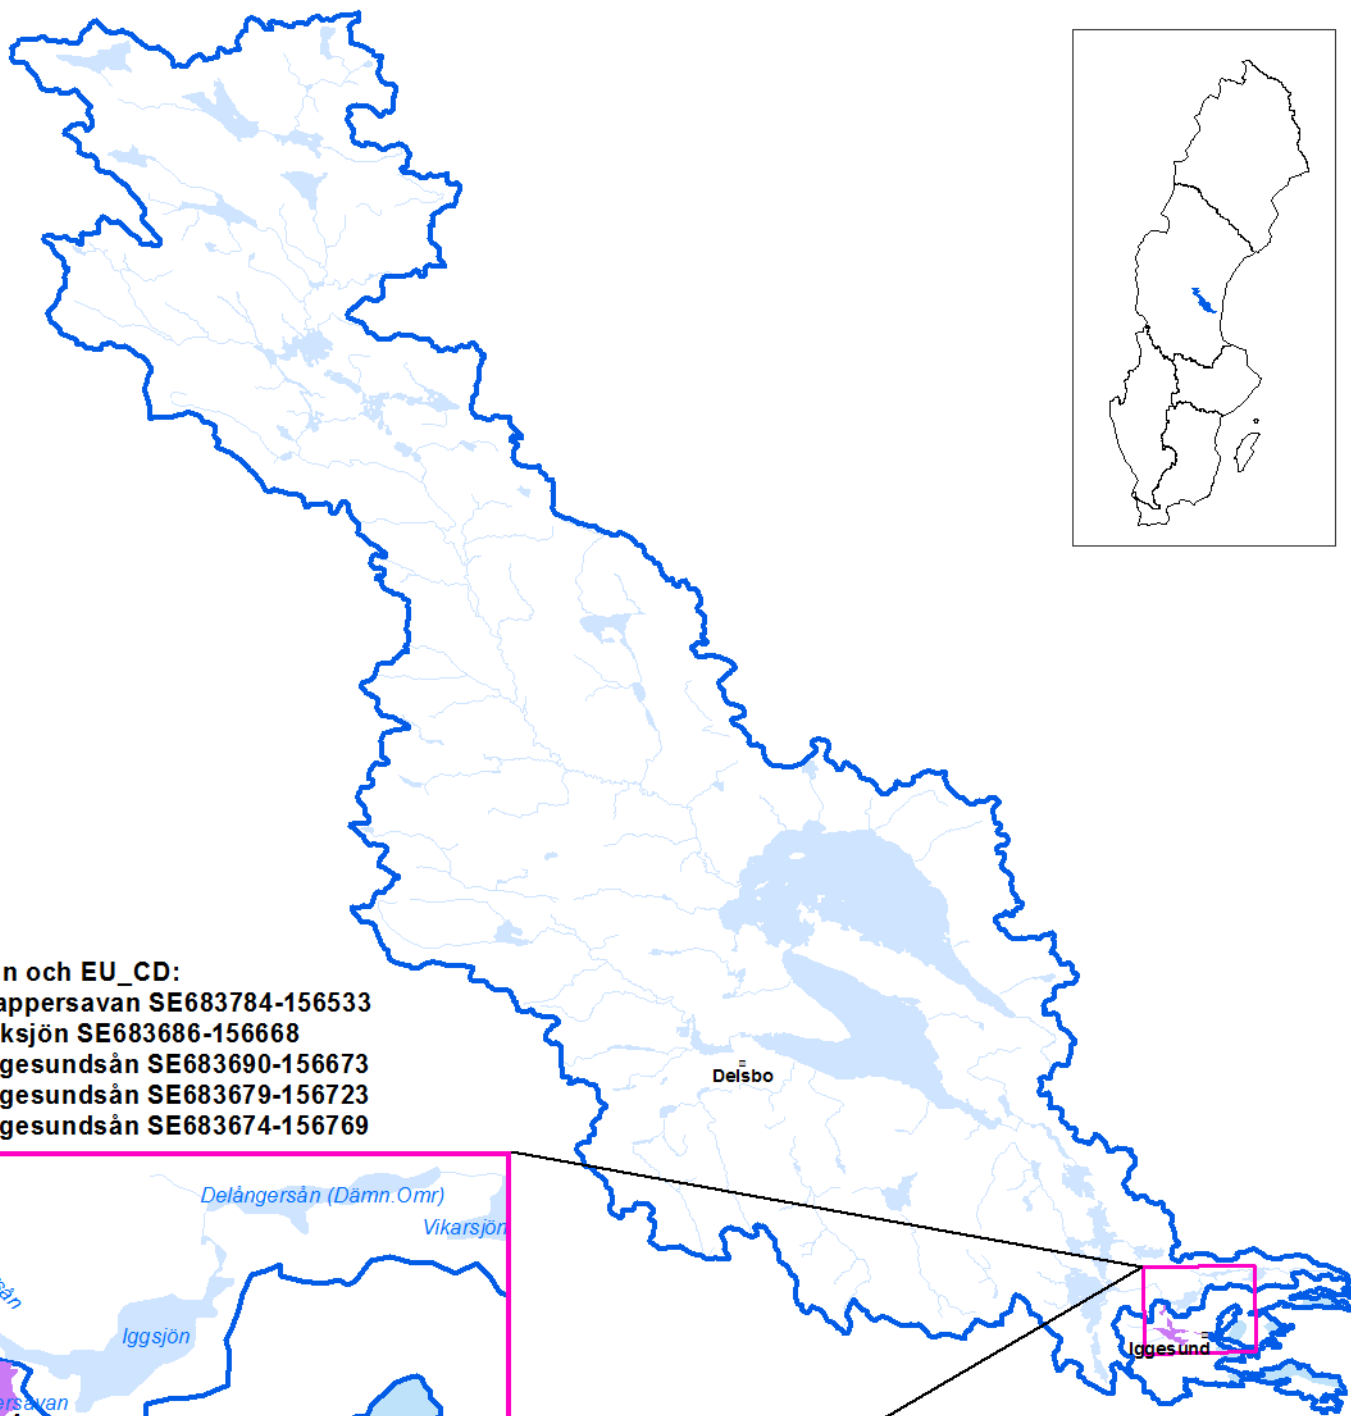 n och EU_CD:
appersavan SE683784-156533
ksjön SE683686-156668
gesundsån SE683690-156673
gesundsån SE683679-156723
gesundsån SE683674-156769
Delsbo
Delångersån (Dämn.Omr)
Vikarsjön
sån
Iggsjön
Iggesund
ersavan